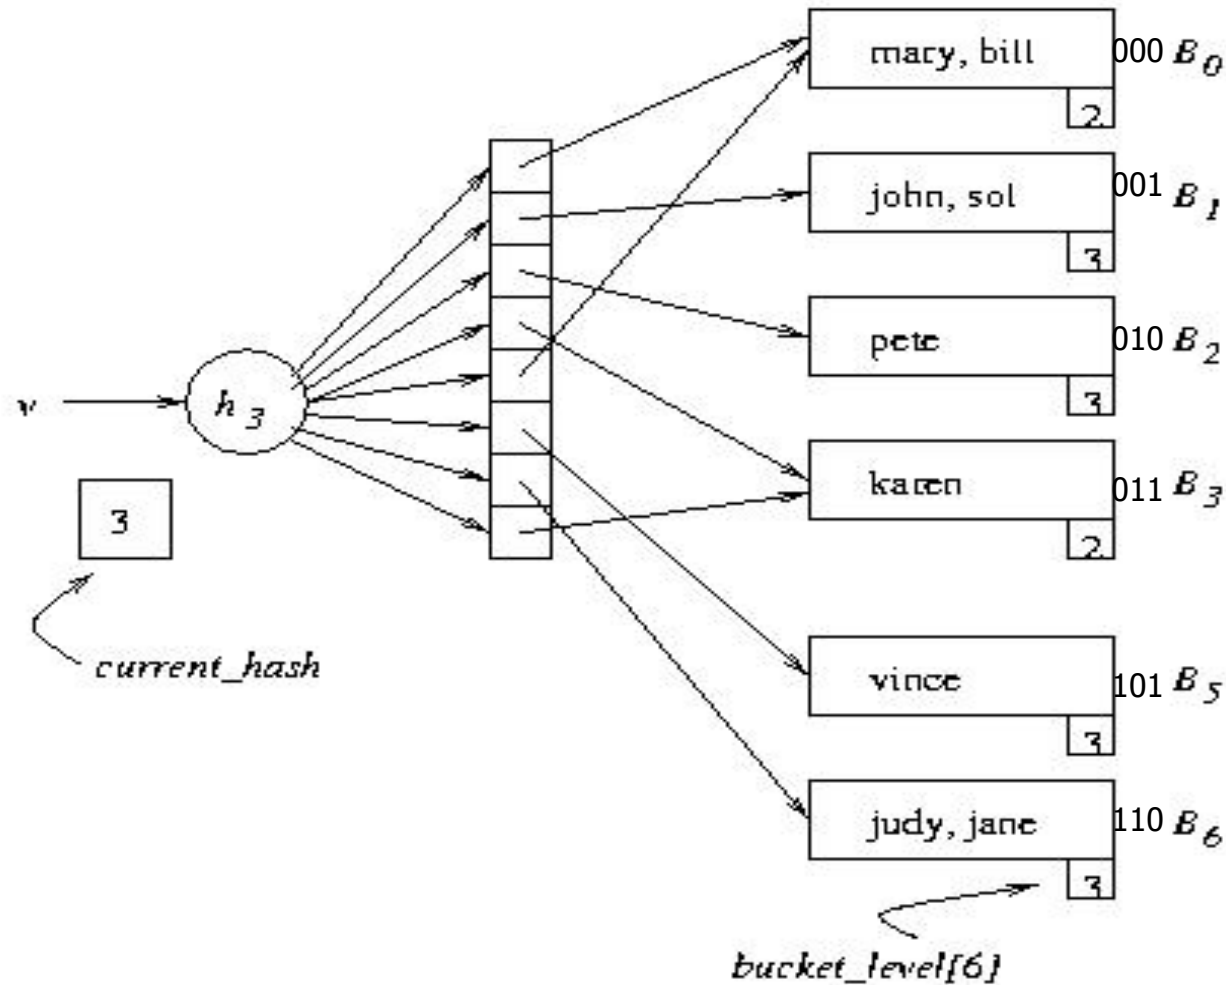 mary, bill 000 B0
2
john, sol 001 B1
3
pete 010 B2
3
v h3
karen 011 B3
2
3
current_hash
vince 101 B5
3
judy, jane 110 B6
3
bucket_level[6]